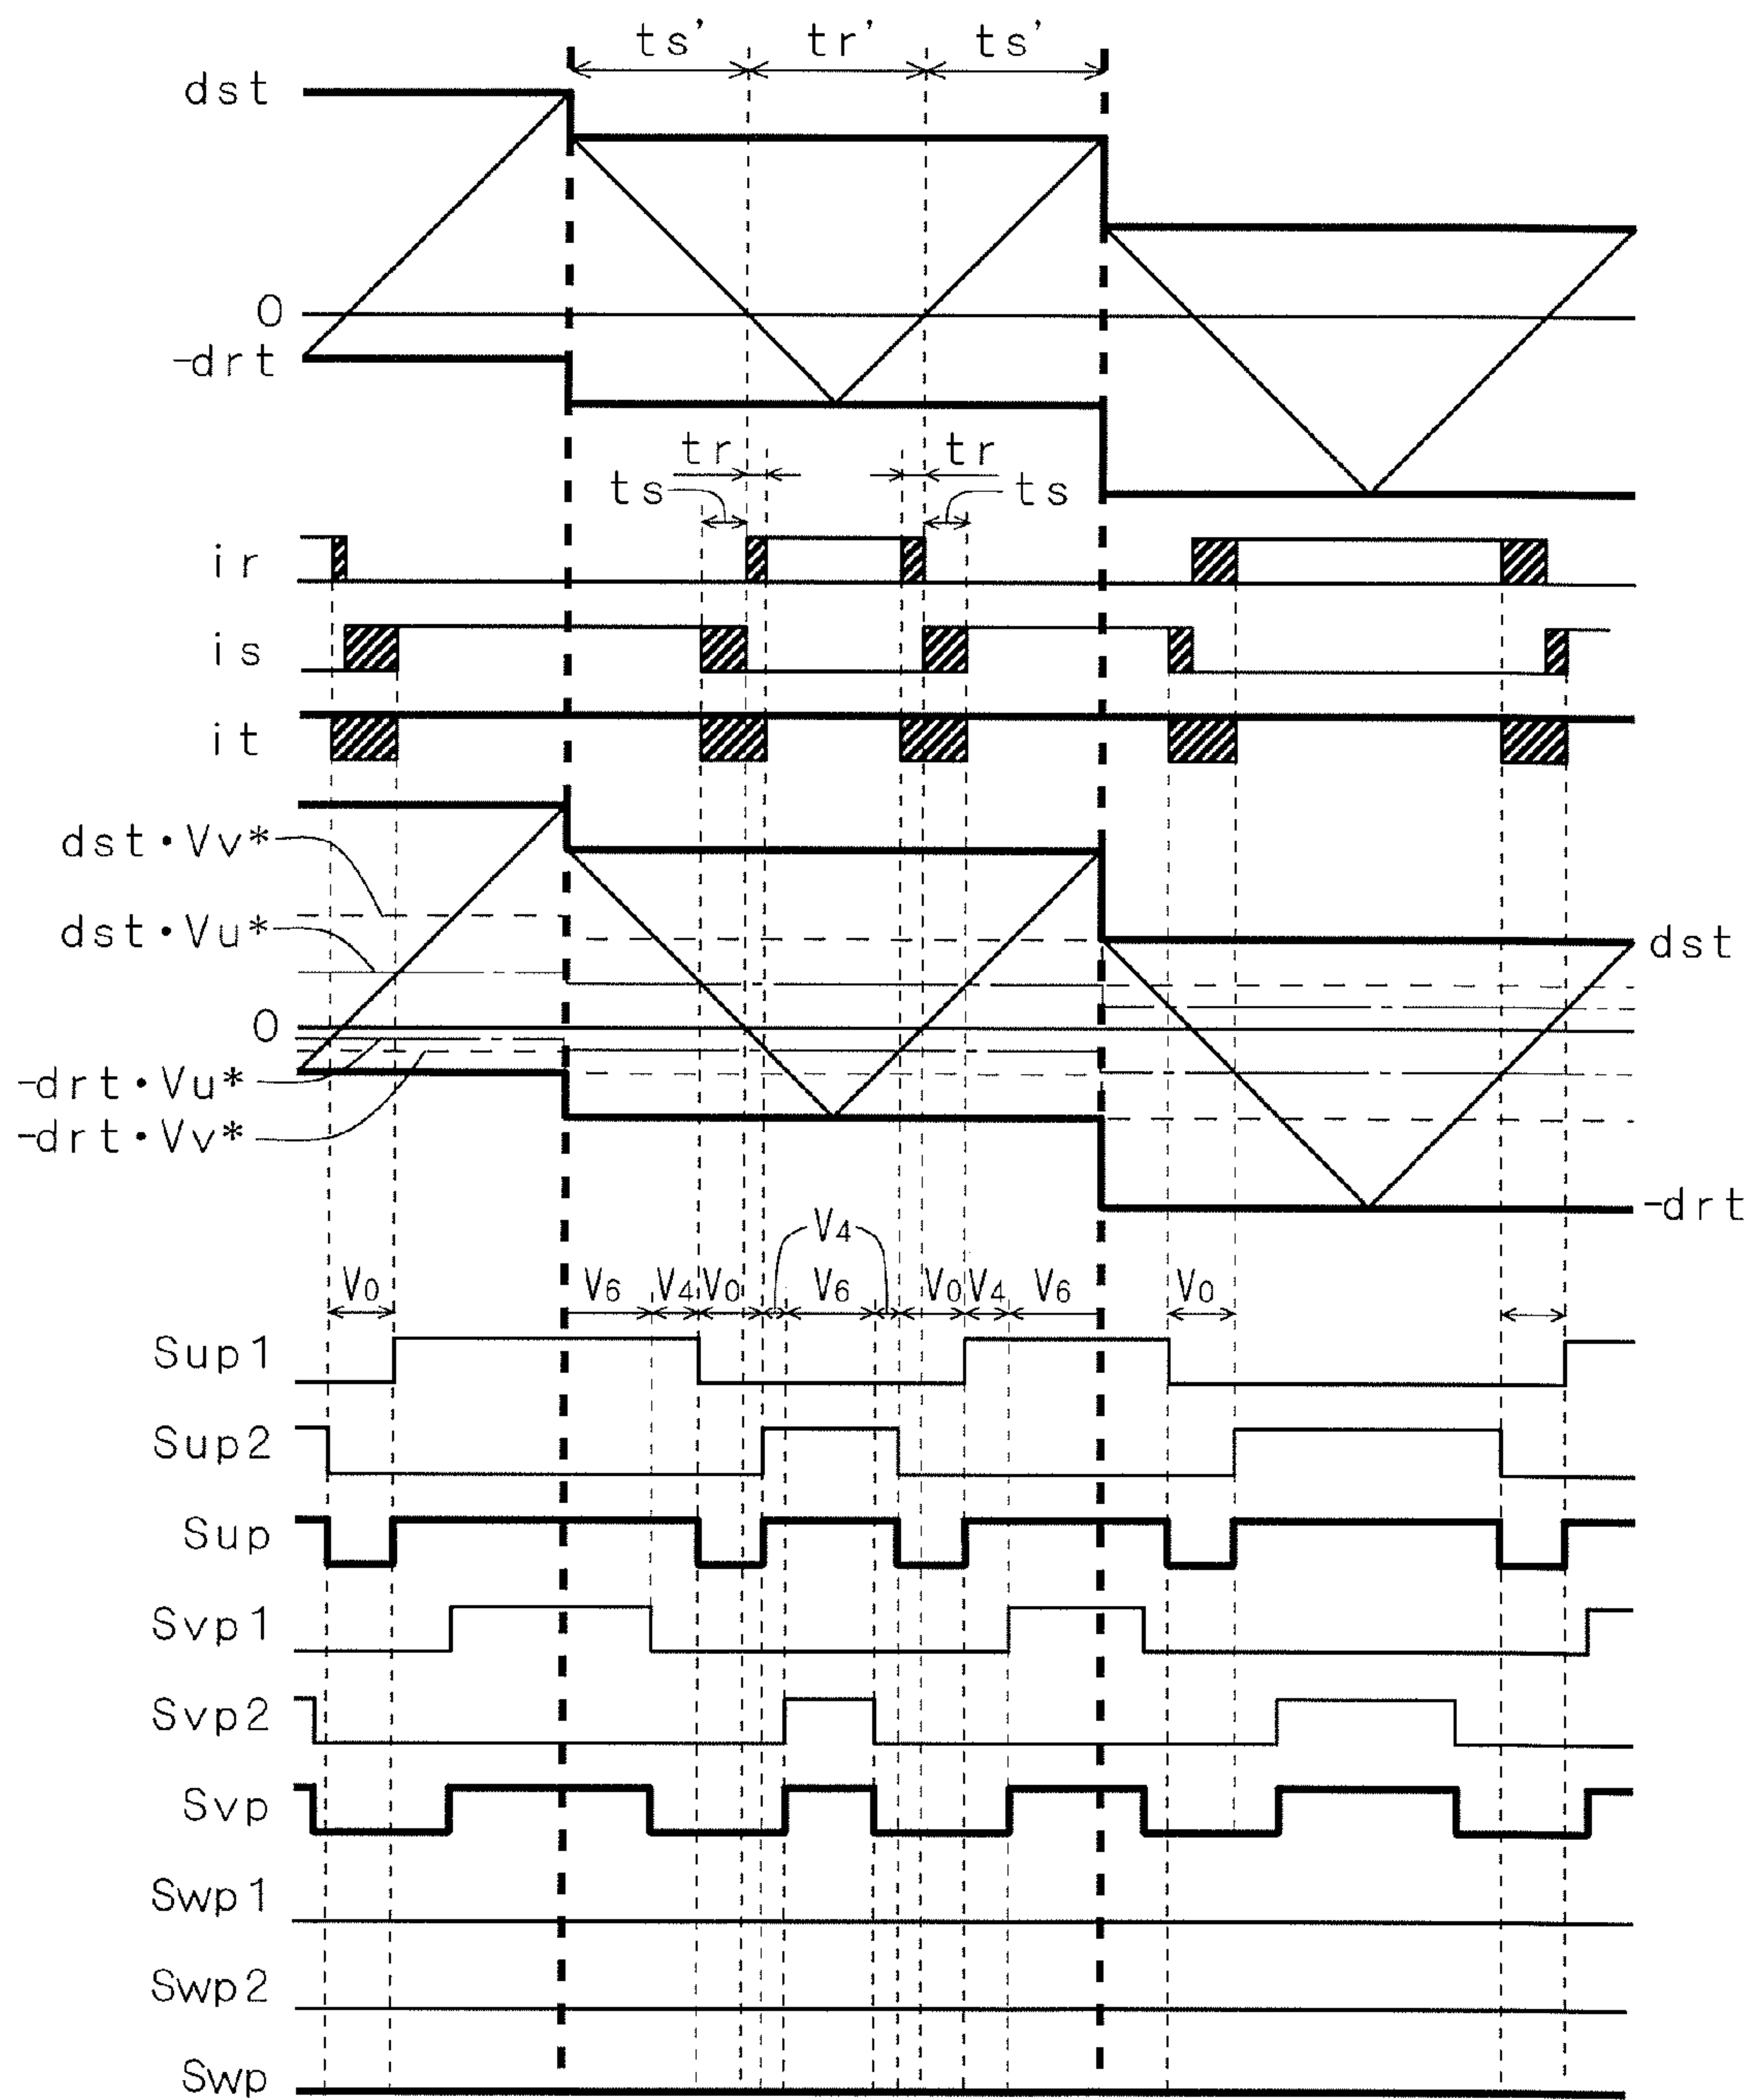 ts' tr' ts'
dst
0
-drt
tr tr
ts ts
ir
is
it
dst・Vv*
dst・Vu*
dst
0
-drt・Vu*
-drt・Vv*
-drt
V4
V0 V6 V4 V0 V6 V0 V4 V6 V0
Sup1
Sup2
Sup
Svp1
Svp2
Svp
Swp1
Swp2
Swp